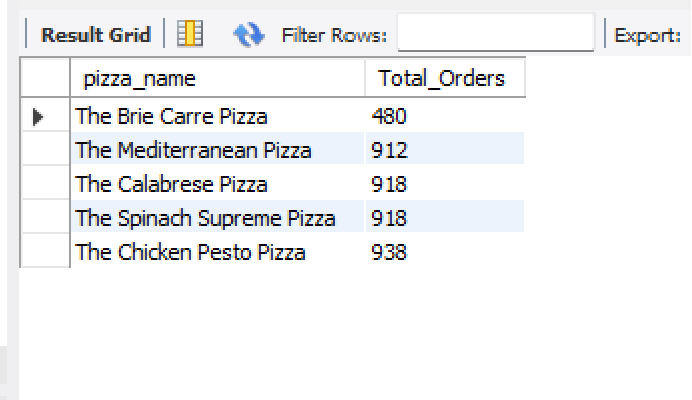 Result Grid Filter Rows: Export:
pizza_name Total_Orders
The Brie Carre Pizza 480
The Mediterranean Pizza 912
The Calabrese Pizza 918
The Spinach Supreme Pizza 918
The Chicken Pesto Pizza 938